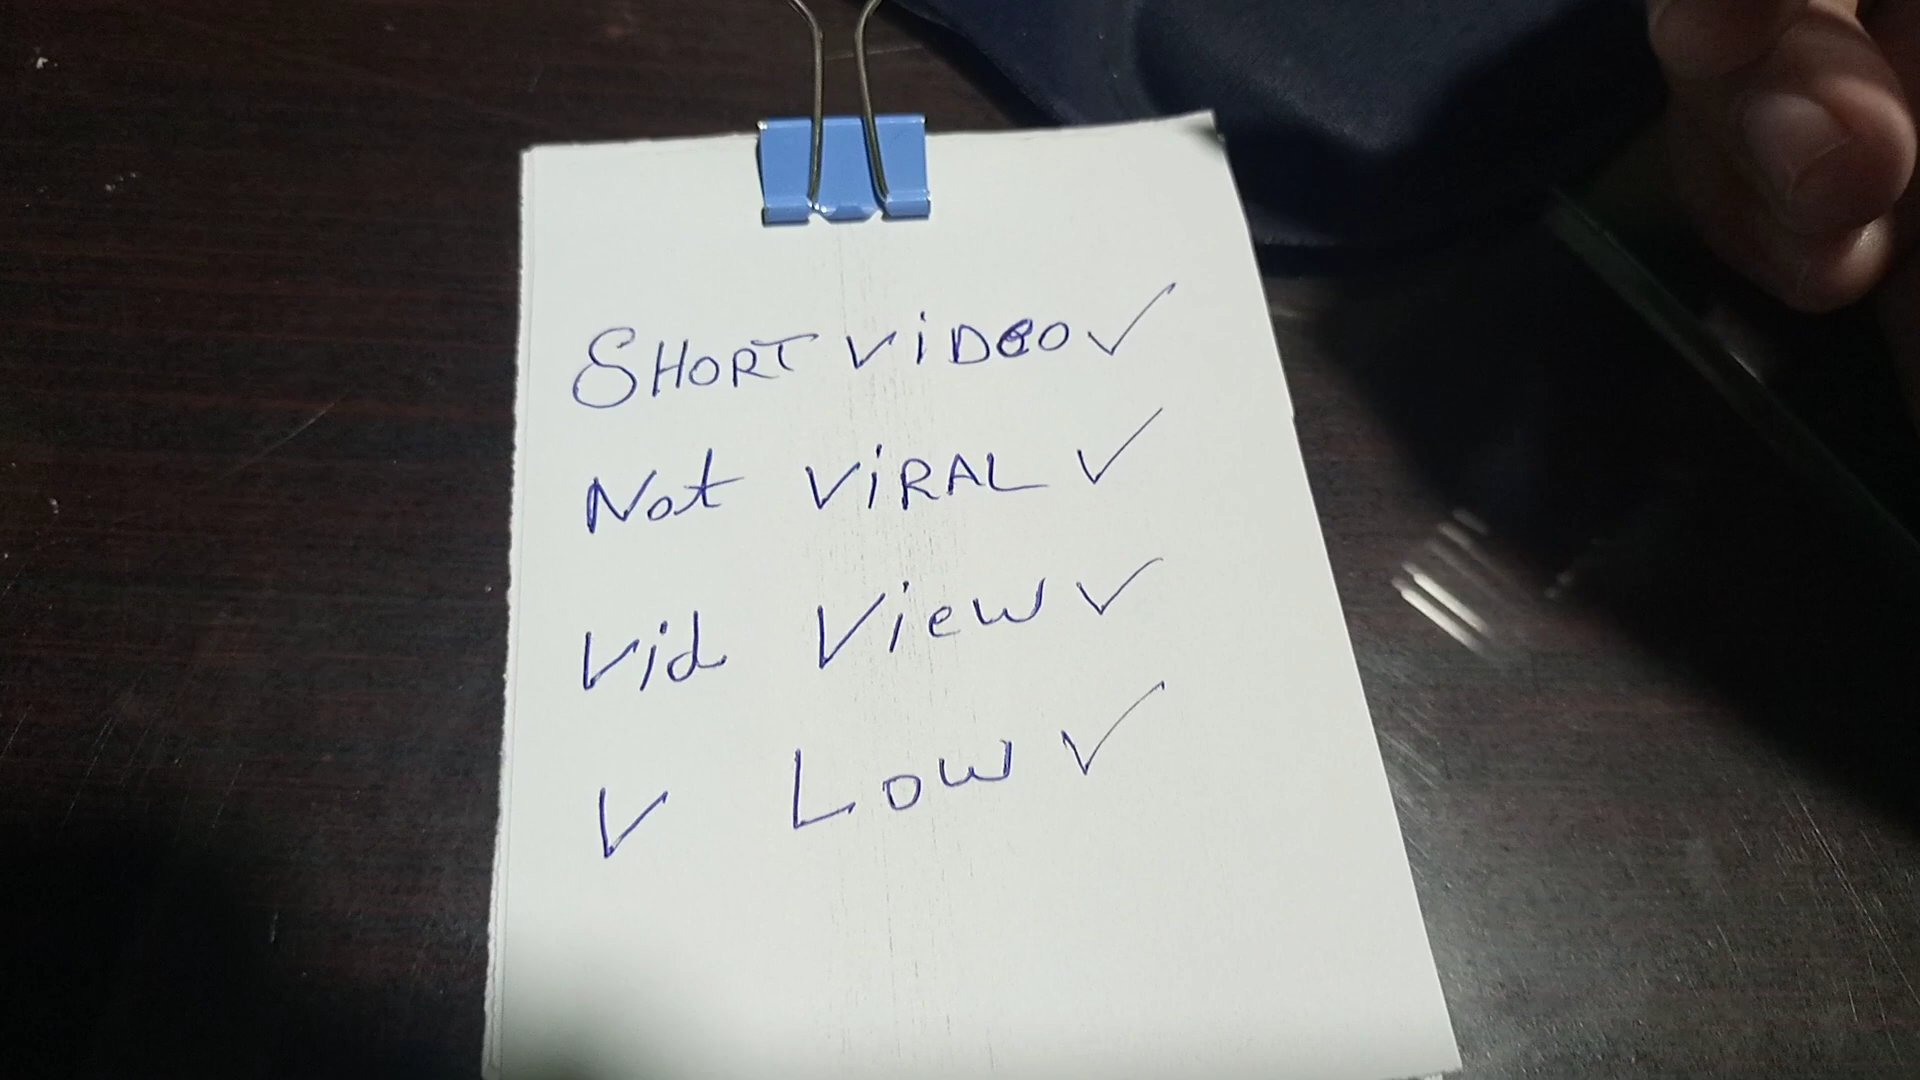 SHORT ViDEO ✓
Not ViRAL ✓
Vid View ✓
V Low ✓